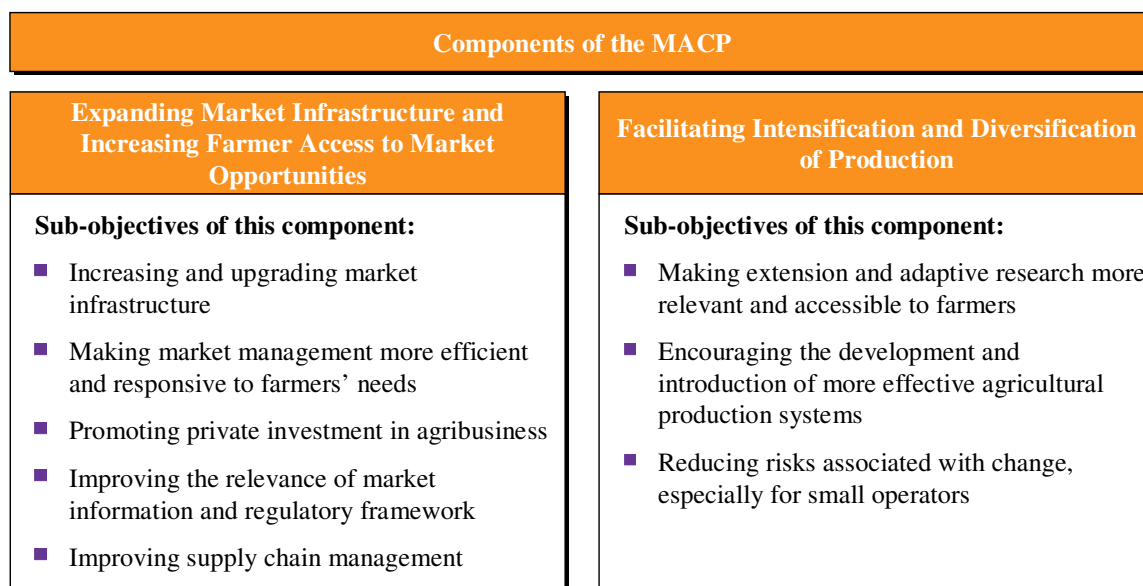 Components of the MACP
Expanding Market Infrastructure and
Increasing Farmer Access to Market
Opportunities
Sub-objectives of this component:
Increasing and upgrading market
infrastructure
Making market management more efficient
and responsive to farmers’ needs
Promoting private investment in agribusiness
Improving the relevance of market
information and regulatory framework
Improving supply chain management
Facilitating Intensification and Diversification
of Production
Sub-objectives of this component:
Making extension and adaptive research more
relevant and accessible to farmers
Encouraging the development and
introduction of more effective agricultural
production systems
Reducing risks associated with change,
especially for small operators